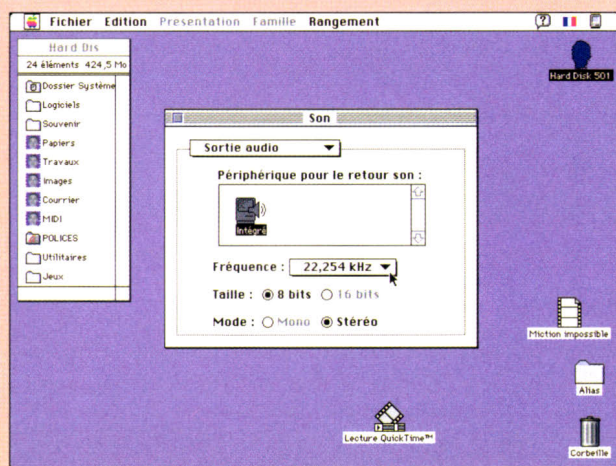 Fichier Edition Presentation Famille Rangement
Hard Dis
24 éléments 424,5 Mo
Dossier Système
Logiciels
Souvenir
Papiers
Travaux
Images
Courrier
MIDI
POLICES
Utilitaires
Jeux
Son
Sortie audio
Périphérique pour le retour son :
Intégré
Fréquence : 22,254 kHz
Taille : 8 bits 16 bits
Mode : Mono Stéréo
Hard Disk 501
Miction impossible
Alias
Lecture QuickTime™
Corbeille